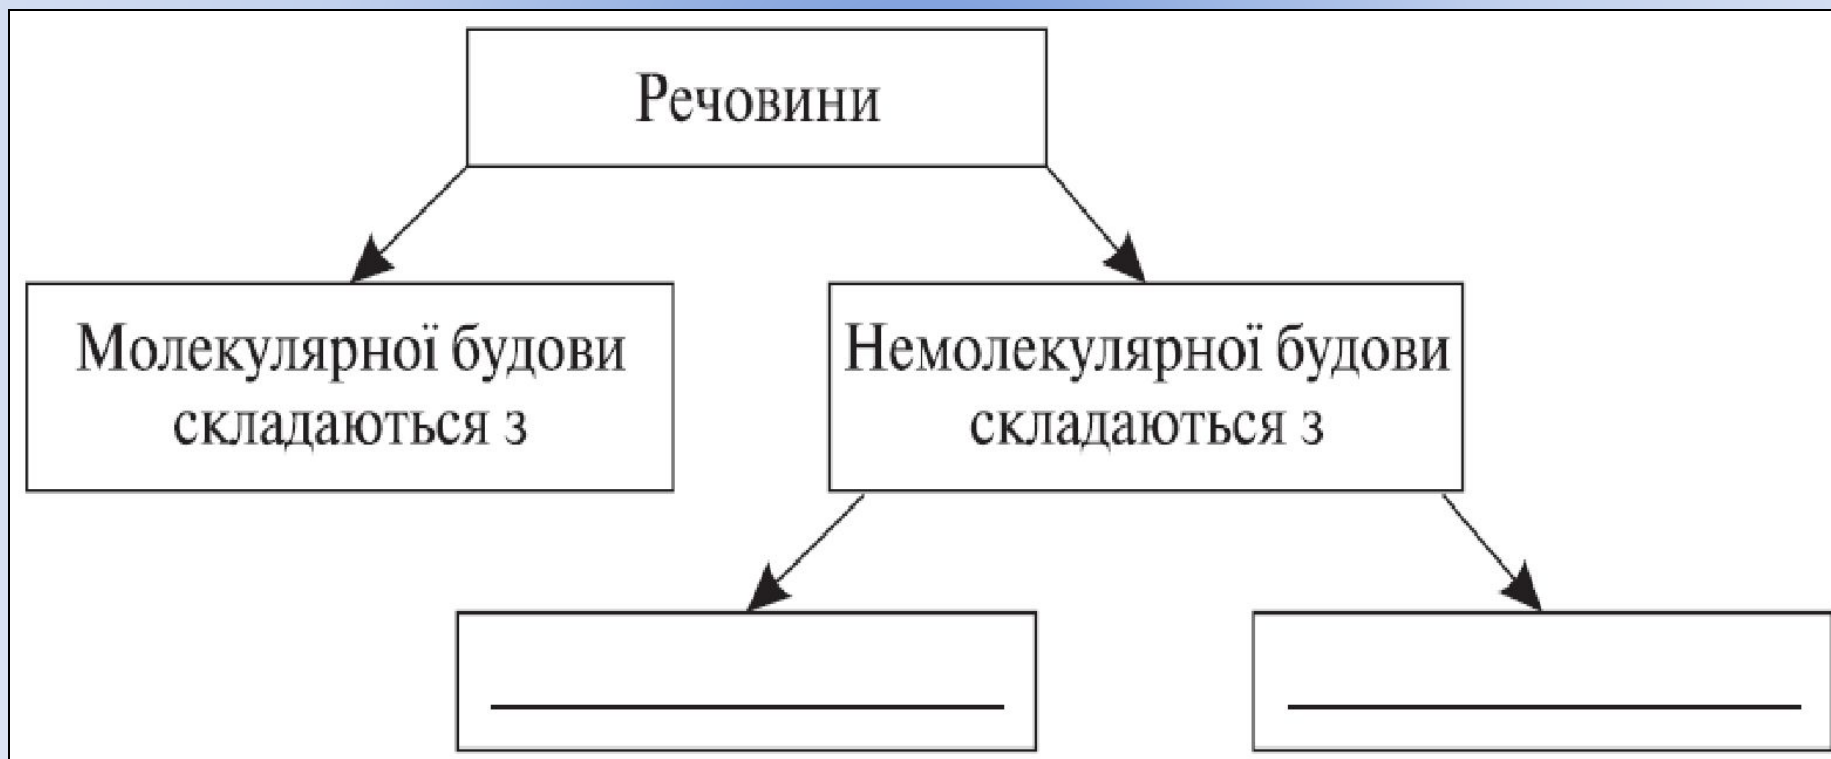 Речовини
Молекулярної будови
складаються з
Немолекулярної будови
складаються з